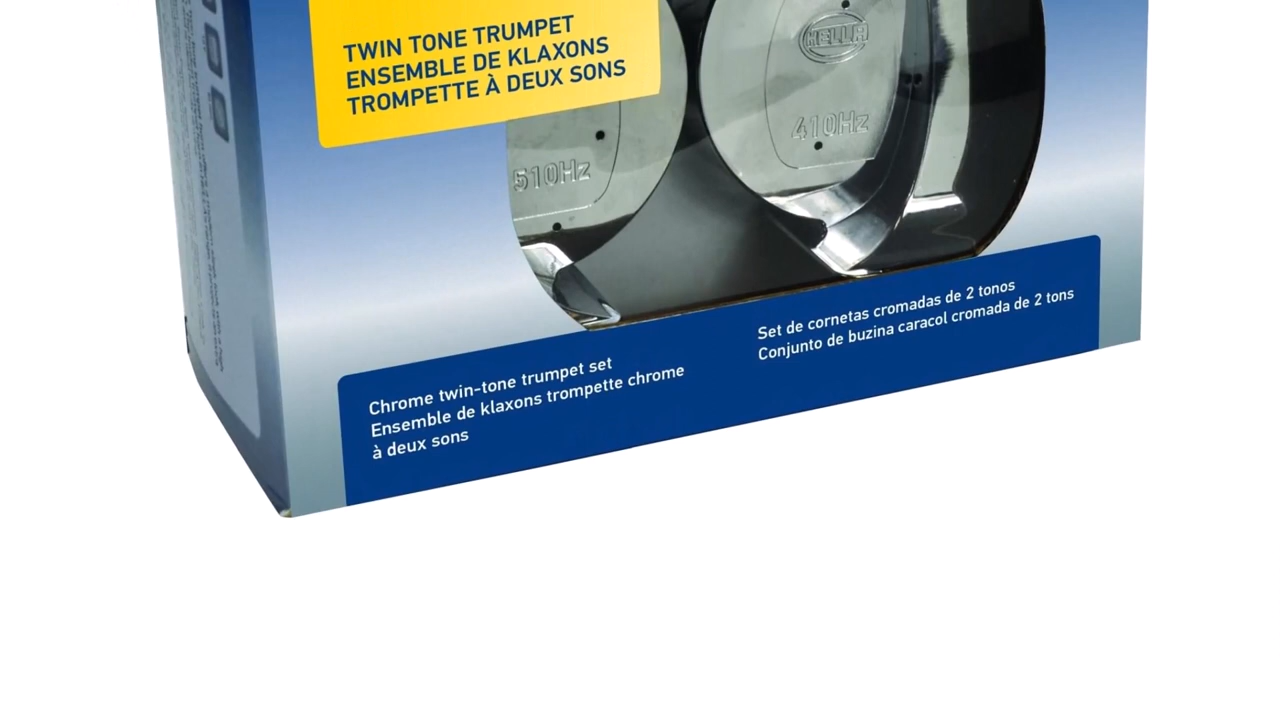 TWIN TONE TRUMPET
ENSEMBLE DE KLAXONS
TROMPETTE À DEUX SONS
HELLA
410Hz
510Hz
Chrome twin-tone trumpet set
Ensemble de klaxons trompette chrome
à deux sons
Set de cornetas cromadas de 2 tonos
Conjunto de buzina caracol cromada de 2 tons